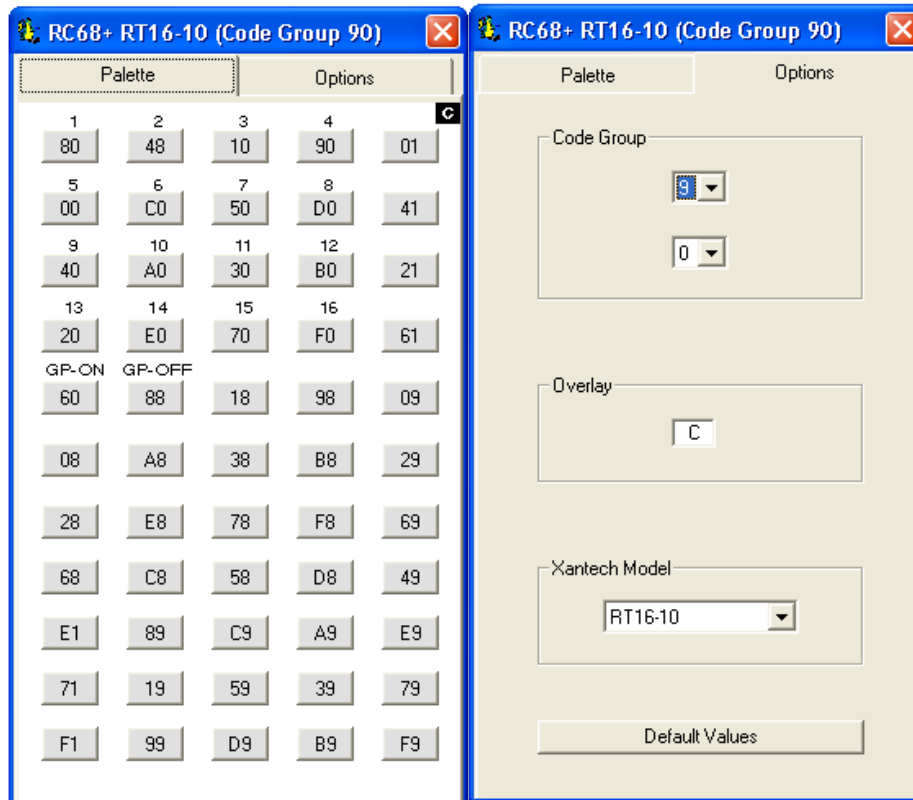 RC68+ RT16-10 (Code Group 90)
Palette Options
C
1 2 3 4
80 48 10 90 01
5 6 7 8
00 C0 50 D0 41
9 10 11 12
40 A0 30 B0 21
13 14 15 16
20 E0 70 F0 61
GP-ON GP-OFF
60 88 18 98 09
08 A8 38 B8 29
28 E8 78 F8 69
68 C8 58 D8 49
E1 89 C9 A9 E9
71 19 59 39 79
F1 99 D9 B9 F9
RC68+ RT16-10 (Code Group 90)
Palette Options
Code Group
9
0
Overlay
C
Xantech Model
RT16-10
Default Values